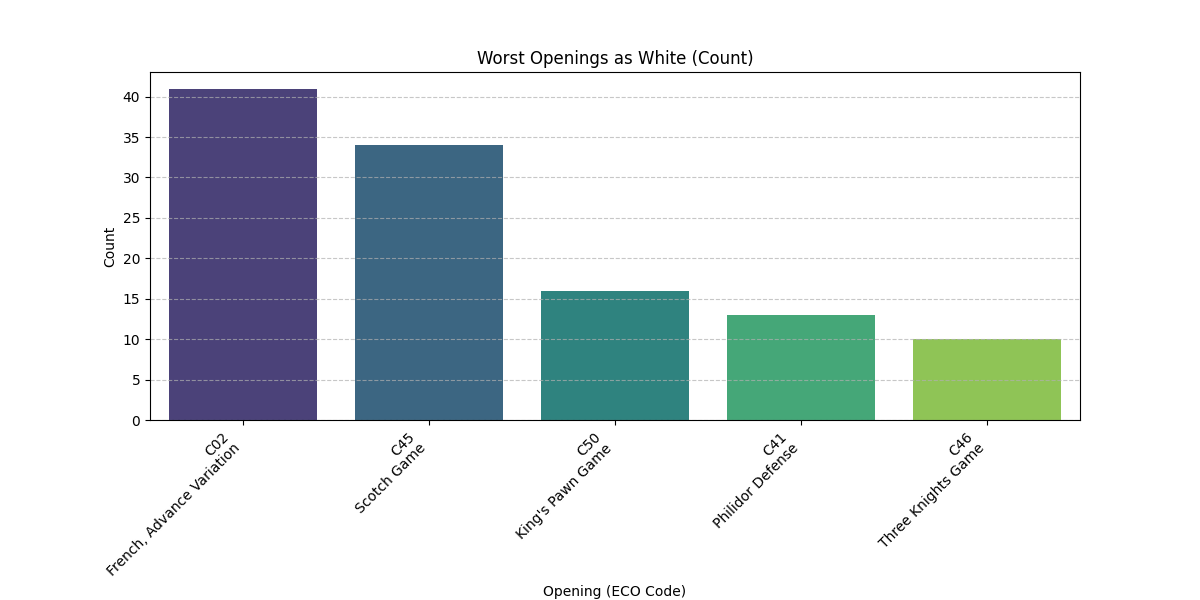 Worst Openings as White (Count)
Count
40
35
30
25
20
15
10
5
0
C02
French, Advance Variation
C45
Scotch Game
C50
King's Pawn Game
C41
Philidor Defense
C46
Three Knights Game
Opening (ECO Code)